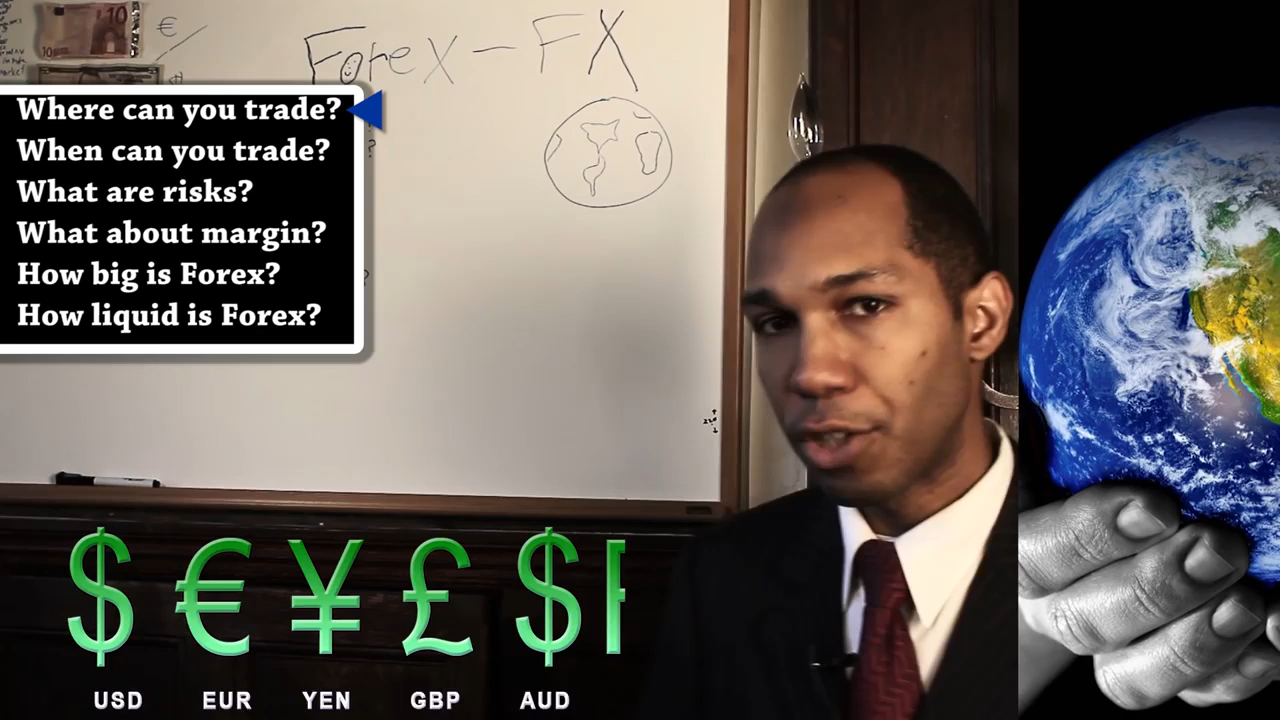 Forex - FX
10
€
Where can you trade?
When can you trade?
What are risks?
What about margin?
How big is Forex?
How liquid is Forex?
$ € ¥ £ $
USD EUR YEN GBP AUD